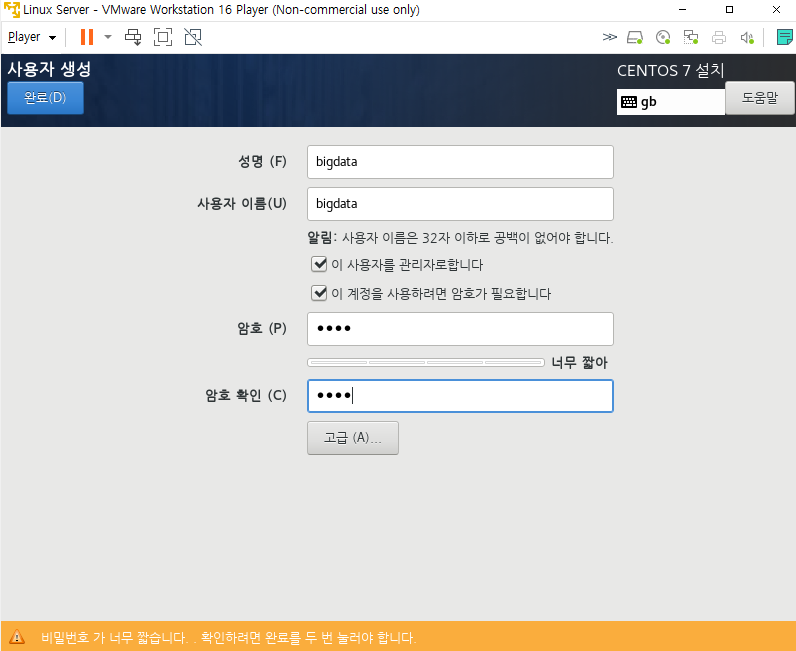 Linux Server - VMware Workstation 16 Player (Non-commercial use only)
Player
사용자 생성
CENTOS 7 설치
완료(D)
gb
도움말
성명 (F)
bigdata
사용자 이름(U)
bigdata
알림: 사용자 이름은 32자 이하로 공백이 없어야 합니다.
이 사용자를 관리자로합니다
이 계정을 사용하려면 암호가 필요합니다
암호 (P)
●●●●
너무 짧아
암호 확인 (C)
●●●●
고급 (A)...
비밀번호 가 너무 짧습니다. . 확인하려면 완료를 두 번 눌러야 합니다.